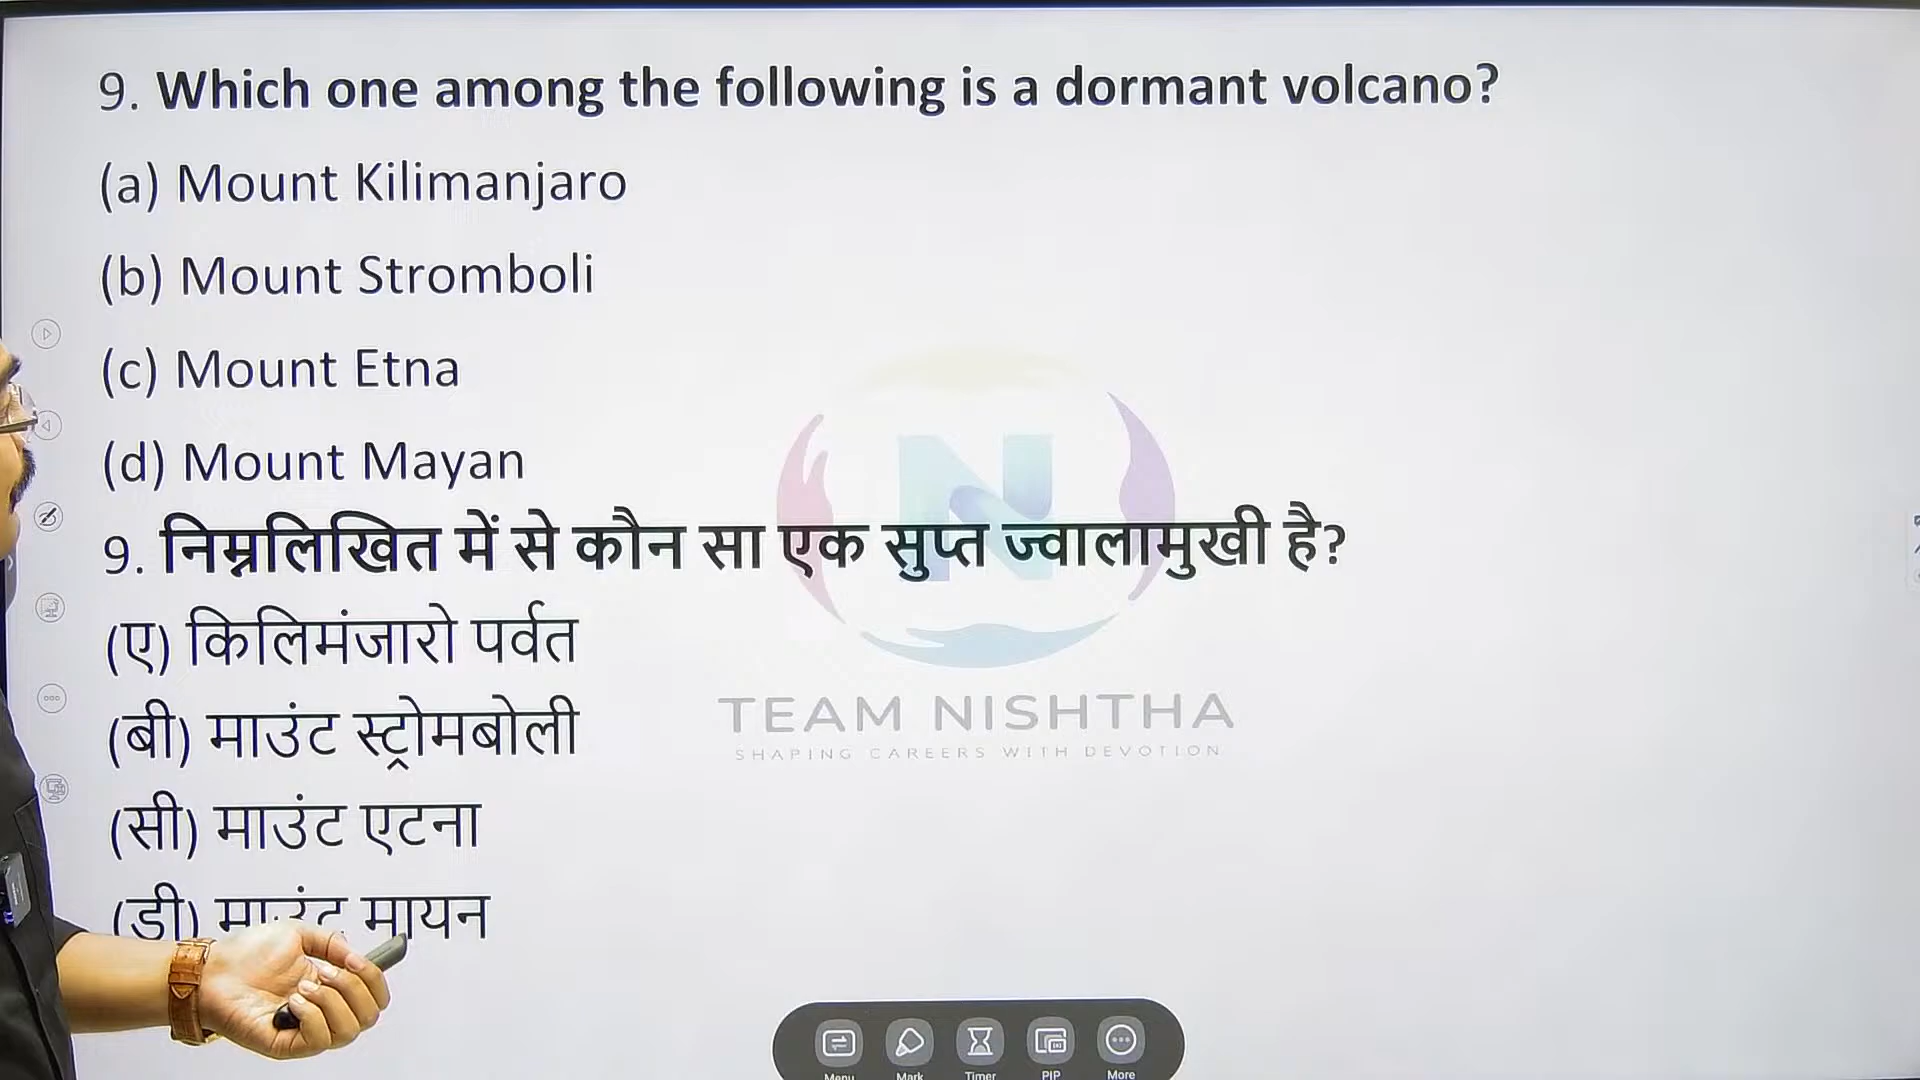 9. Which one among the following is a dormant volcano?
(a) Mount Kilimanjaro
(b) Mount Stromboli
(c) Mount Etna
(d) Mount Mayan
9. निम्नलिखित में से कौन सा एक सुप्त ज्वालामुखी है?
(ए) किलिमंजारो पर्वत
(बी) माउंट स्ट्रोमबोली
(सी) माउंट एटना
(डी) माउंट मायन
TEAM NISHTHA
SHAPING CAREERS WITH DEVOTION
Menu Mark Timer PIP More